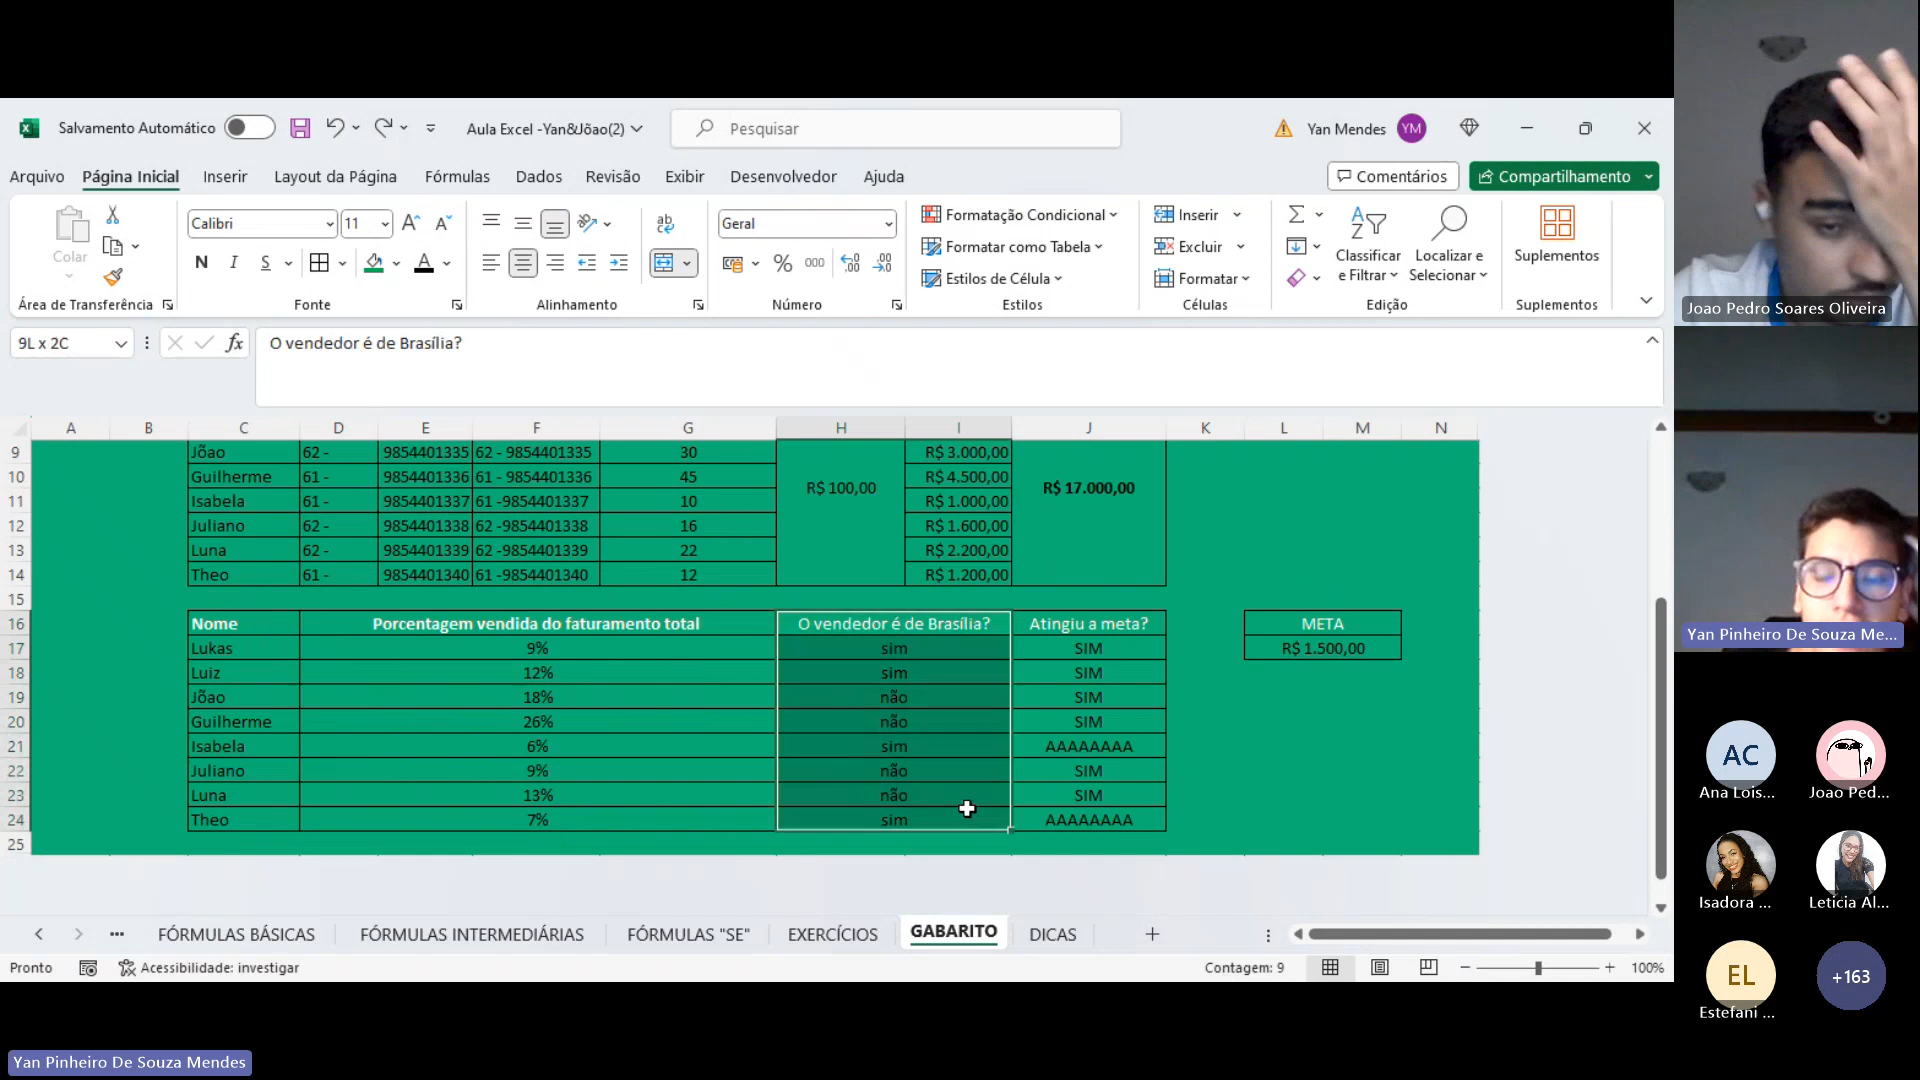 Salvamento Automático
Aula Excel -Yan&Jõao(2)
Pesquisar
Yan Mendes
YM
Arquivo
Página Inicial
Inserir
Layout da Página
Fórmulas
Dados
Revisão
Exibir
Desenvolvedor
Ajuda
Comentários
Compartilhamento
Colar
Área de Transferência
Calibri
11
N I S
Fonte
Alinhamento
Geral
% 000
Número
Formatação Condicional
Formatar como Tabela
Estilos de Célula
Estilos
Inserir
Excluir
Formatar
Células
Classificar
e Filtrar
Localizar e
Selecionar
Edição
Suplementos
Suplementos
9L x 2C
fx
O vendedor é de Brasília?
A B C D E F G H I J K L M N
9 Jõao 62 - 9854401335 62 - 9854401335 30 R$ 3.000,00
10 Guilherme 61 - 9854401336 61 - 9854401336 45 R$ 4.500,00
R$ 100,00 R$ 17.000,00
11 Isabela 61 - 9854401337 61 -9854401337 10 R$ 1.000,00
12 Juliano 62 - 9854401338 62 -9854401338 16 R$ 1.600,00
13 Luna 62 - 9854401339 62 -9854401339 22 R$ 2.200,00
14 Theo 61 - 9854401340 61 -9854401340 12 R$ 1.200,00
15
16 Nome Porcentagem vendida do faturamento total O vendedor é de Brasília? Atingiu a meta? META
17 Lukas 9% sim SIM R$ 1.500,00
18 Luiz 12% sim SIM
19 Jõao 18% não SIM
20 Guilherme 26% não SIM
21 Isabela 6% sim AAAAAAAA
22 Juliano 9% não SIM
23 Luna 13% não SIM
24 Theo 7% sim AAAAAAAA
25
FÓRMULAS BÁSICAS
FÓRMULAS INTERMEDIÁRIAS
FÓRMULAS "SE"
EXERCÍCIOS
GABARITO
DICAS
Pronto
Acessibilidade: investigar
Contagem: 9
100%
Yan Pinheiro De Souza Mendes
Joao Pedro Soares Oliveira
Yan Pinheiro De Souza Me...
AC
Ana Lois...
Joao Ped...
Isadora ...
Letícia Al...
EL
Estefani ...
+163